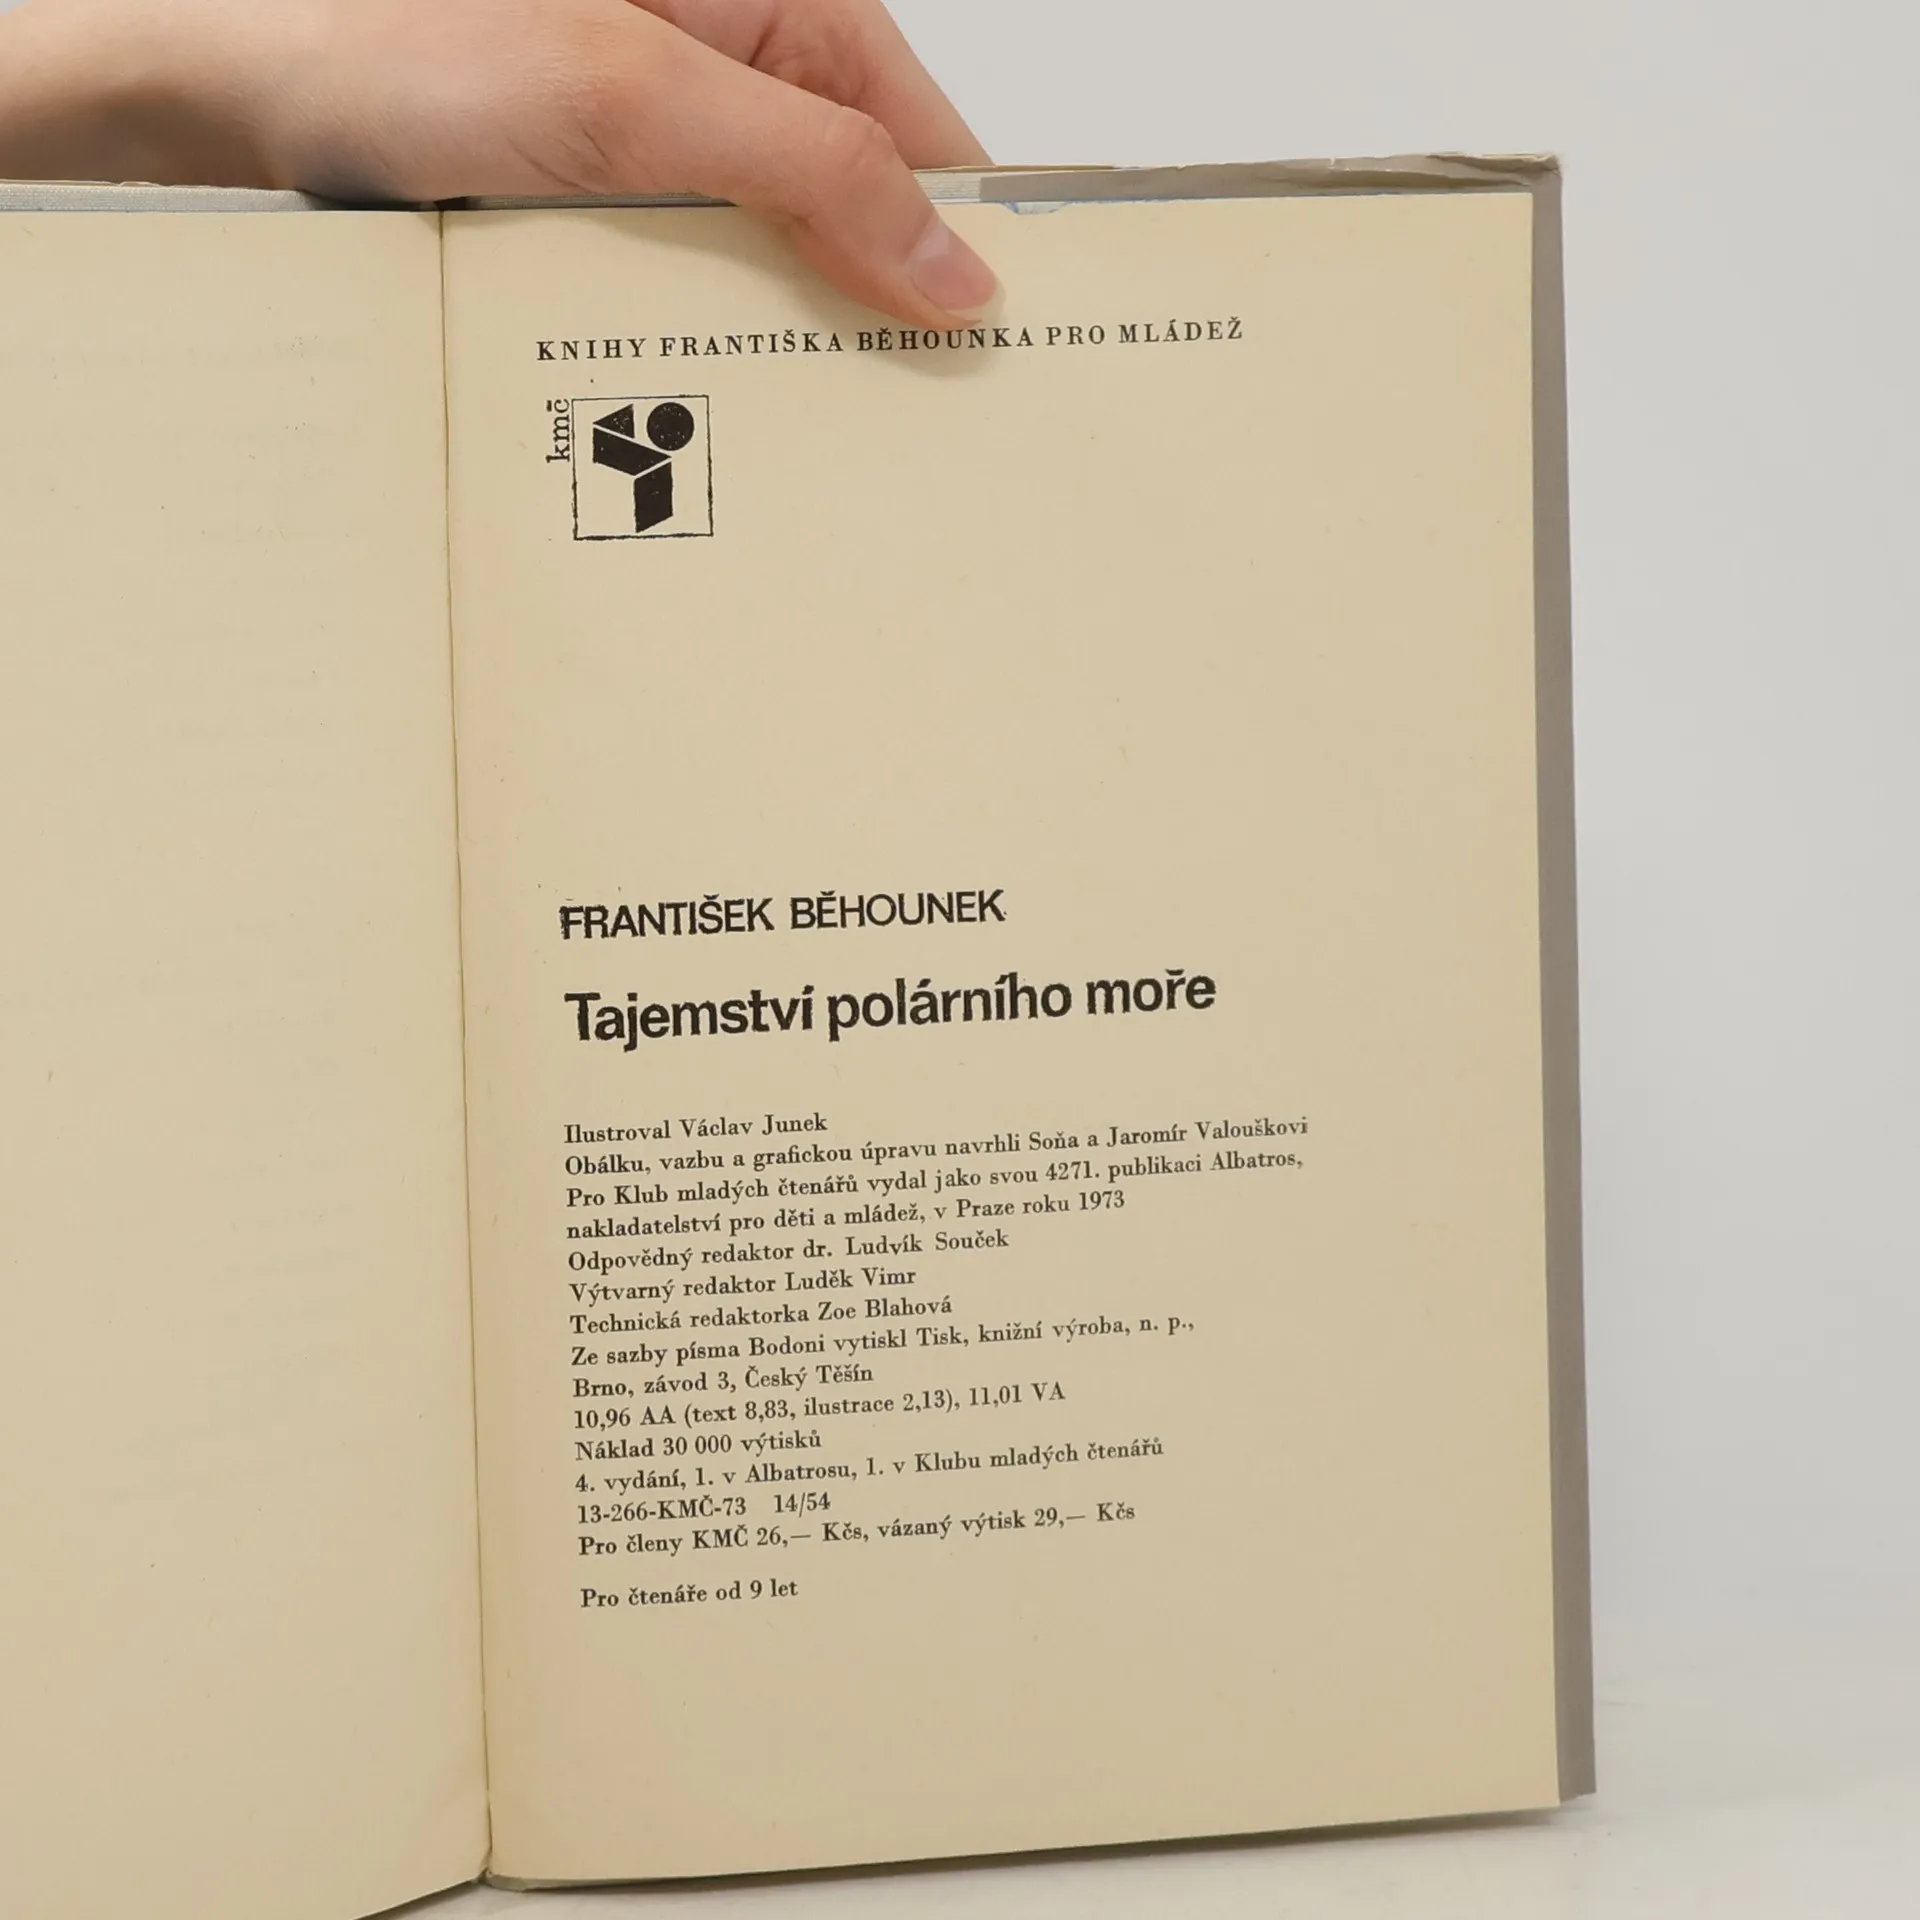 KNIHY FRANTIŠKA BĚHOUNKA PRO MLÁDEŽ
kmč
FRANTIŠEK BĚHOUNEK
Tajemství polárního moře
Ilustroval Václav Junek
Obálku, vazbu a grafickou úpravu navrhli Soňa a Jaromír Valouškovi
Pro Klub mladých čtenářů vydal jako svou 4271. publikaci Albatros,
nakladatelství pro děti a mládež, v Praze roku 1973
Odpovědný redaktor dr. Ludvík Souček
Výtvarný redaktor Luděk Vimr
Technická redaktorka Zoe Blahová
Ze sazby písma Bodoni vytiskl Tisk, knižní výroba, n. p.,
Brno, závod 3, Český Těšín
10,96 AA (text 8,83, ilustrace 2,13), 11,01 VA
Náklad 30 000 výtisků
4. vydání, 1. v Albatrosu, 1. v Klubu mladých čtenářů
13-266-KMČ-73 14/54
Pro členy KMČ 26,— Kčs, vázaný výtisk 29,— Kčs
Pro čtenáře od 9 let